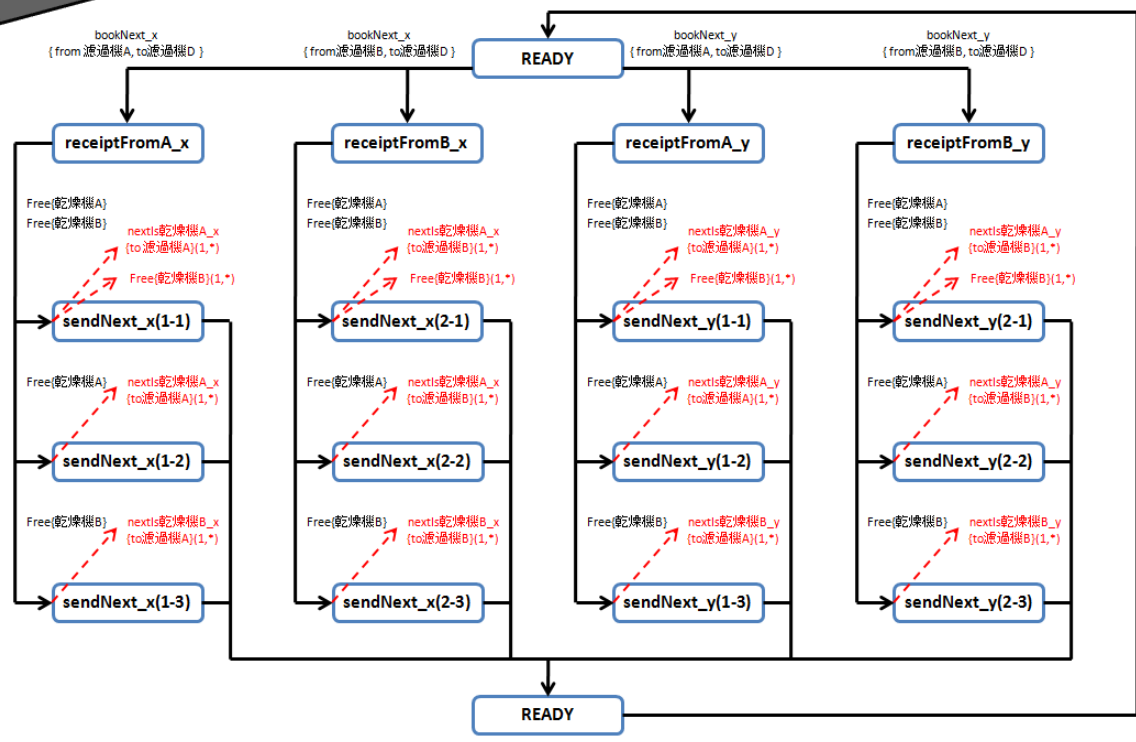 bookNext_x
{ from 濾過機A, to濾過機D }
bookNext_x
{ from濾過機B, to濾過機D }
READY
bookNext_y
{ from濾過機A, to濾過機D }
bookNext_y
{ from濾過機B, to濾過機D }
receiptFromA_x
receiptFromB_x
receiptFromA_y
receiptFromB_y
Free{乾燥機A}
Free{乾燥機B}
nextIs乾燥機A_x
{to濾過機A}(1,*)
Free{乾燥機B}(1,*)
sendNext_x(1-1)
Free{乾燥機A}
Free{乾燥機B}
nextIs乾燥機A_x
{to濾過機B}(1,*)
Free{乾燥機B}(1,*)
sendNext_x(2-1)
Free{乾燥機A}
Free{乾燥機B}
nextIs乾燥機A_y
{to濾過機A}(1,*)
Free{乾燥機B}(1,*)
sendNext_y(1-1)
Free{乾燥機A}
Free{乾燥機B}
nextIs乾燥機A_y
{to濾過機B}(1,*)
Free{乾燥機B}(1,*)
sendNext_y(2-1)
Free{乾燥機A}
nextIs乾燥機A_x
{to濾過機A}(1,*)
sendNext_x(1-2)
Free{乾燥機A}
nextIs乾燥機A_x
{to濾過機B}(1,*)
sendNext_x(2-2)
Free{乾燥機A}
nextIs乾燥機A_y
{to濾過機A}(1,*)
sendNext_y(1-2)
Free{乾燥機A}
nextIs乾燥機A_y
{to濾過機B}(1,*)
sendNext_y(2-2)
Free{乾燥機B}
nextIs乾燥機B_x
{to濾過機A}(1,*)
sendNext_x(1-3)
Free{乾燥機B}
nextIs乾燥機B_x
{to濾過機B}(1,*)
sendNext_x(2-3)
Free{乾燥機B}
nextIs乾燥機B_y
{to濾過機A}(1,*)
sendNext_y(1-3)
Free{乾燥機B}
nextIs乾燥機B_y
{to濾過機B}(1,*)
sendNext_y(2-3)
READY